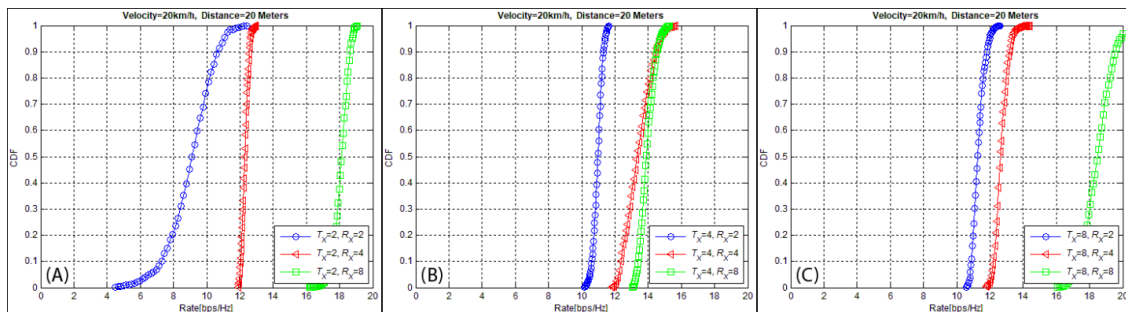 Velocity=20km/h, Distance=20 Meters
1
0.9
0.8
0.7
0.6
0.5
0.4
0.3
0.2
0.1
0
CDF
TX=2, RX=2
TX=2, RX=4
TX=2, RX=8
(A)
0 2 4 6 8 10 12 14 16 18 20
Rate[bps/Hz]
Velocity=20km/h, Distance=20 Meters
1
0.9
0.8
0.7
0.6
0.5
0.4
0.3
0.2
0.1
0
CDF
TX=4, RX=2
TX=4, RX=4
TX=4, RX=8
(B)
0 2 4 6 8 10 12 14 16 18 20
Rate[bps/Hz]
Velocity=20km/h, Distance=20 Meters
1
0.9
0.8
0.7
0.6
0.5
0.4
0.3
0.2
0.1
0
CDF
TX=8, RX=2
TX=8, RX=4
TX=8, RX=8
(C)
0 2 4 6 8 10 12 14 16 18 20
Rate[bps/Hz]